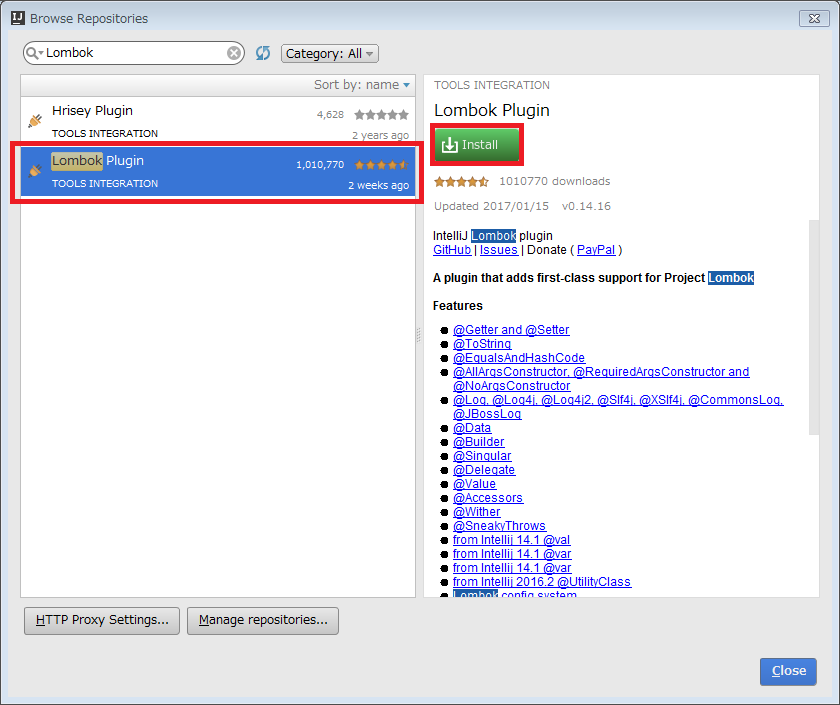 Browse Repositories
Lombok
Category: All
Sort by: name
Hrisey Plugin
4,628
TOOLS INTEGRATION
2 years ago
Lombok Plugin
1,010,770
TOOLS INTEGRATION
2 weeks ago
TOOLS INTEGRATION
Lombok Plugin
Install
1010770 downloads
Updated 2017/01/15 v0.14.16
IntelliJ Lombok plugin
GitHub | Issues | Donate ( PayPal )
A plugin that adds first-class support for Project Lombok
Features
@Getter and @Setter
@ToString
@EqualsAndHashCode
@AllArgsConstructor, @RequiredArgsConstructor and
@NoArgsConstructor
@Log, @Log4j, @Log4j2, @Slf4j, @XSlf4j, @CommonsLog,
@JBossLog
@Data
@Builder
@Singular
@Delegate
@Value
@Accessors
@Wither
@SneakyThrows
from Intellij 14.1 @val
from Intellij 14.1 @var
from Intellij 14.1 @var
from Intellij 2016.2 @UtilityClass
Lombok config system
HTTP Proxy Settings...
Manage repositories...
Close